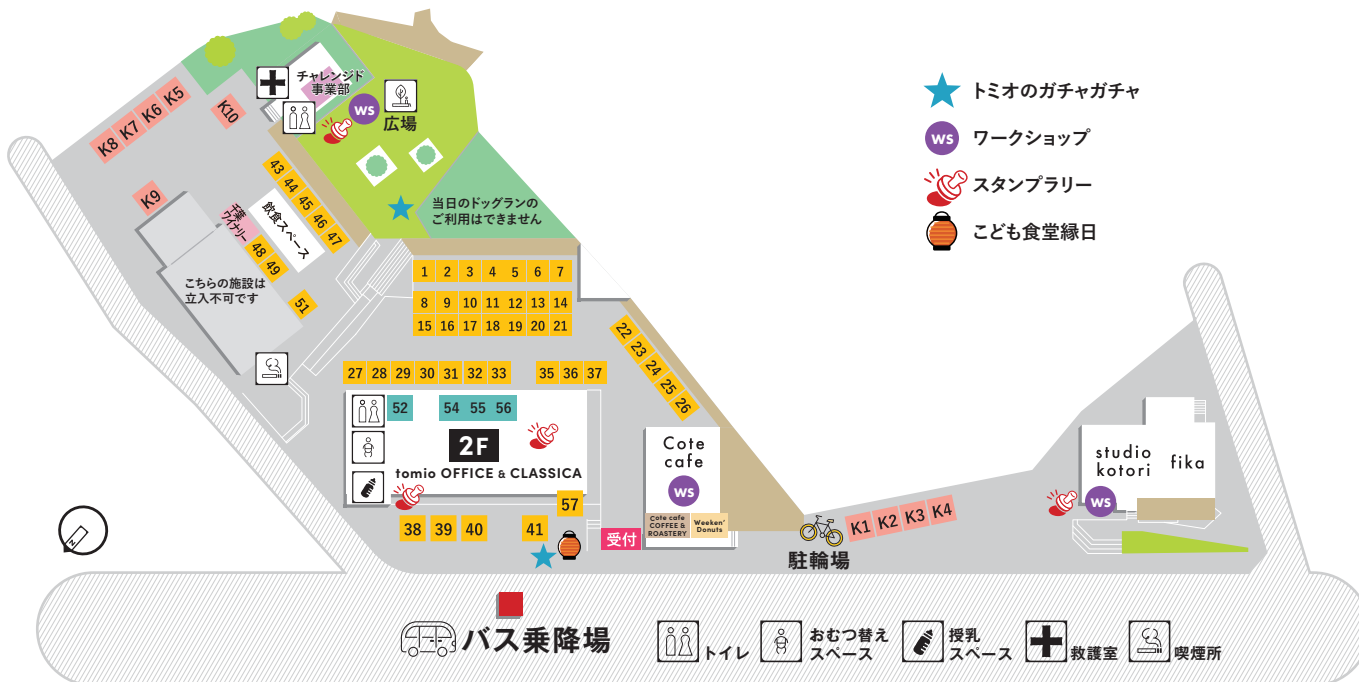 チャレンジド
事業部
WS
広場
K5
K6
K7
K8
K10
K9
43
44
45
46
47
飲食スペース
千葉
ワイナリー
48
49
51
こちらの施設は
立入不可です
当日のドッグランの
ご利用はできません
トミオのガチャガチャ
WS ワークショップ
スタンプラリー
こども食堂縁日
1 2 3 4 5 6 7
8 9 10 11 12 13 14
15 16 17 18 19 20 21
22
23
24
25
26
27 28 29 30 31 32 33 35 36 37
52 54 55 56
2F
tomio OFFICE & CLASSICA
57
38 39 40 41
Cote
cafe
WS
Cote cafe
COFFEE &
ROASTERY
Weeken'
Donuts
受付
駐輪場
K1 K2 K3 K4
studio
kotori
fika
WS
N
バス乗降場
トイレ
おむつ替え
スペース
授乳
スペース
救護室
喫煙所